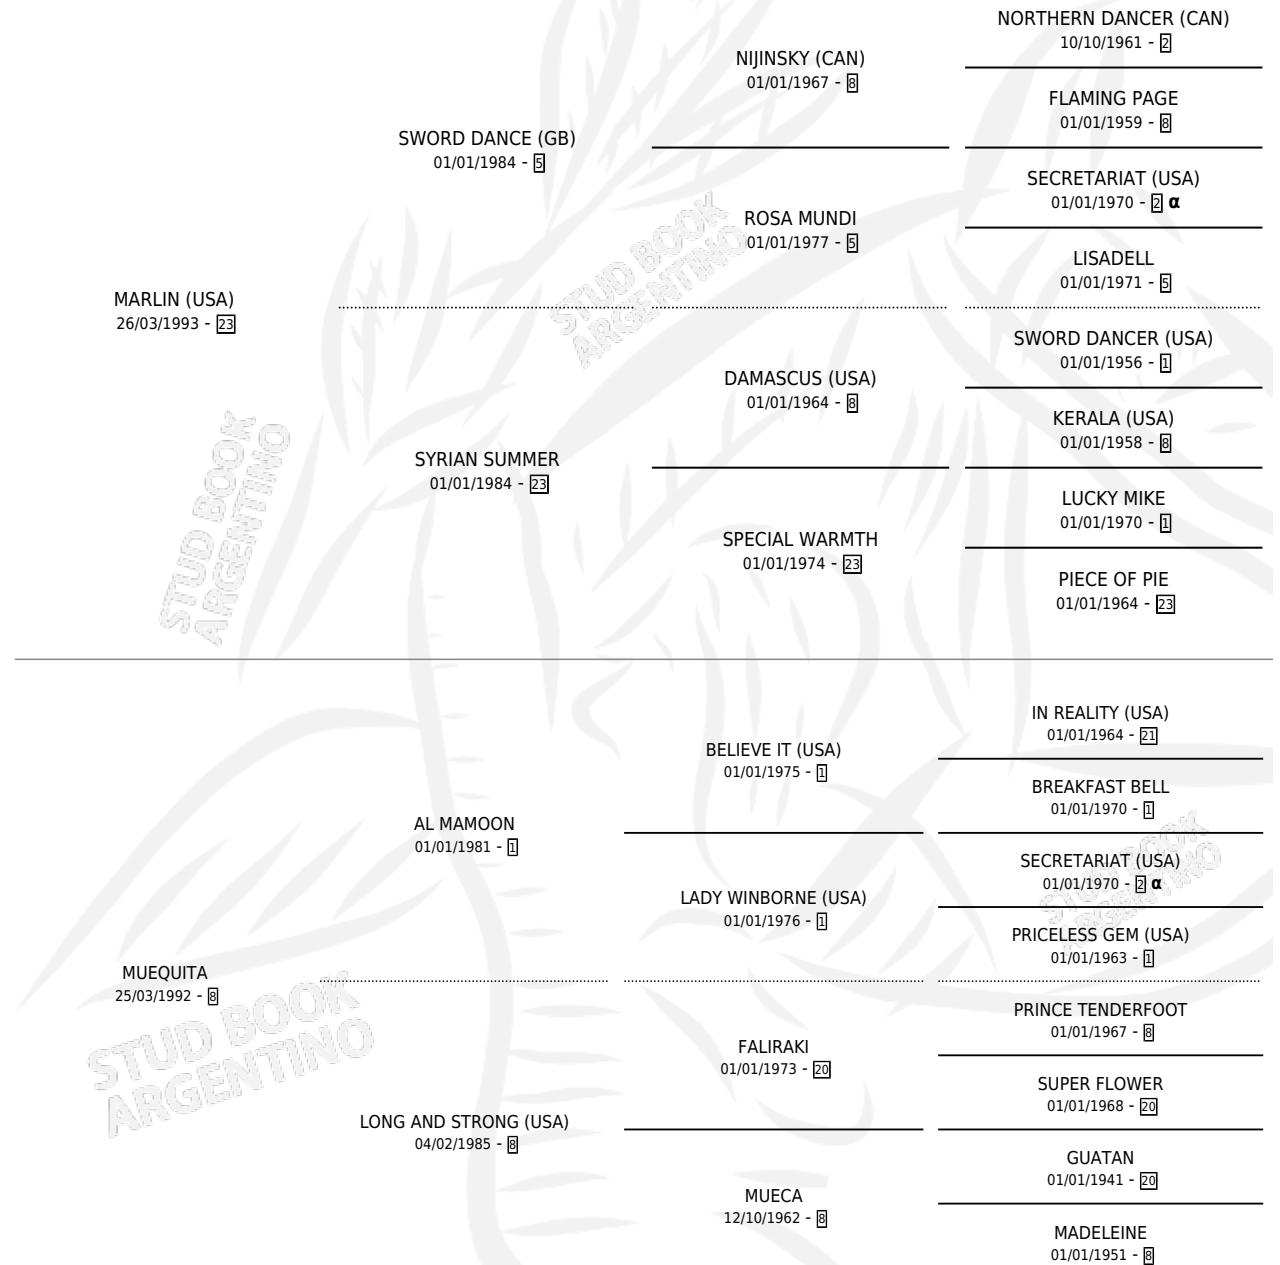 NORTHERN DANCER (CAN)
10/10/1961 - 2
NIJINSKY (CAN)
01/01/1967 - 8
FLAMING PAGE
01/01/1959 - 8
SWORD DANCE (GB)
01/01/1984 - 5
SECRETARIAT (USA)
01/01/1970 - 2 α
ROSA MUNDI
01/01/1977 - 5
LISADELL
01/01/1971 - 5
MARLIN (USA)
26/03/1993 - 23
SWORD DANCER (USA)
01/01/1956 - 1
DAMASCUS (USA)
01/01/1964 - 8
KERALA (USA)
01/01/1958 - 8
SYRIAN SUMMER
01/01/1984 - 23
LUCKY MIKE
01/01/1970 - 1
SPECIAL WARMTH
01/01/1974 - 23
PIECE OF PIE
01/01/1964 - 23
IN REALITY (USA)
01/01/1964 - 21
BELIEVE IT (USA)
01/01/1975 - 1
BREAKFAST BELL
01/01/1970 - 1
AL MAMOON
01/01/1981 - 1
SECRETARIAT (USA)
01/01/1970 - 2 α
LADY WINBORNE (USA)
01/01/1976 - 1
PRICELESS GEM (USA)
01/01/1963 - 1
MUEQUITA
25/03/1992 - 8
PRINCE TENDERFOOT
01/01/1967 - 8
FALIRAKI
01/01/1973 - 20
SUPER FLOWER
01/01/1968 - 20
LONG AND STRONG (USA)
04/02/1985 - 8
GUATAN
01/01/1941 - 20
MUECA
12/10/1962 - 8
MADELEINE
01/01/1951 - 8
STUD BOOK
ARGENTINO
STUD BOOK
ARGENTINO
STUD BOOK
ARGENTINO
STUD BOOK
ARGENTINO